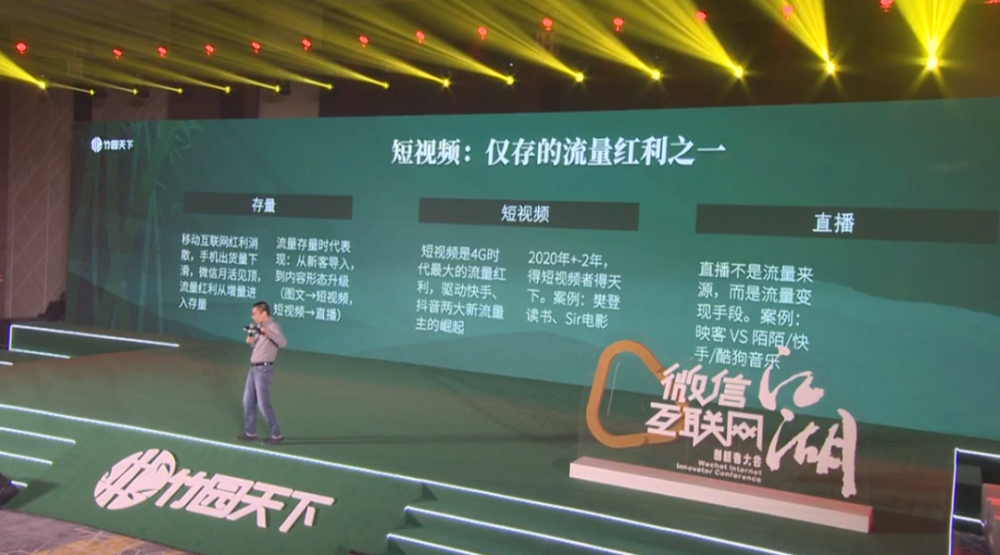 竹园天下
短视频：仅存的流量红利之一
存量
移动互联网红利消
散，手机出货量下
滑，微信月活见顶，
流量红利从增量进
入存量
流量存量时代表
现：从新客导入，
到内容形态升级
（图文→短视频，
短视频→直播）
短视频
短视频是4G时
代最大的流量红
利，驱动快手、
抖音两大新流量
主的崛起
2020年+-2年，
得短视频者得天
下。案例：樊登
读书、Sir电影
直播
直播不是流量来
源，而是流量变
现手段。案例：
映客 VS 陌陌/快
手/酷狗音乐
微信
互联网
江湖
创新者大会
Wechat Internet
Innovator Conference
竹园天下